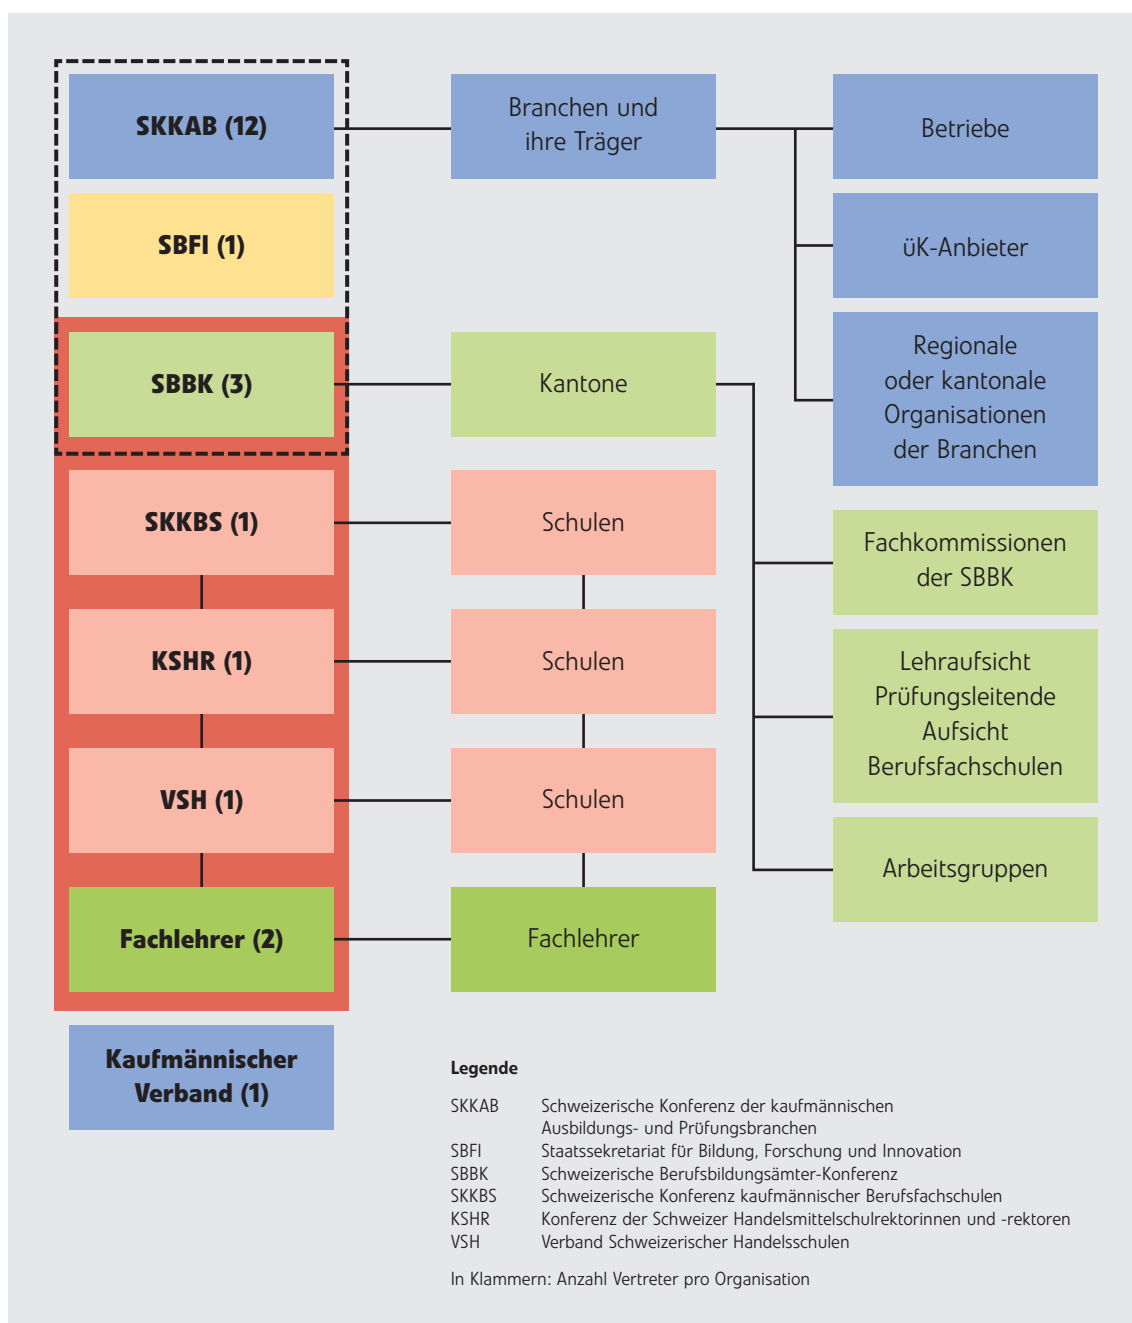 SKKAB (12)
Branchen und
ihre Träger
Betriebe
SBFI (1)
üK-Anbieter
Regionale
oder kantonale
Organisationen
der Branchen
SBBK (3)
Kantone
SKKBS (1)
Schulen
Fachkommissionen
der SBBK
KSHR (1)
Schulen
Lehraufsicht
Prüfungsleitende
Aufsicht
Berufsfachschulen
VSH (1)
Schulen
Arbeitsgruppen
Fachlehrer (2)
Fachlehrer
Kaufmännischer
Verband (1)
Legende
SKKAB Schweizerische Konferenz der kaufmännischen
Ausbildungs- und Prüfungsbranchen
SBFI Staatssekretariat für Bildung, Forschung und Innovation
SBBK Schweizerische Berufsbildungsämter-Konferenz
SKKBS Schweizerische Konferenz kaufmännischer Berufsfachschulen
KSHR Konferenz der Schweizer Handelsmittelschulrektorinnen und -rektoren
VSH Verband Schweizerischer Handelsschulen
In Klammern: Anzahl Vertreter pro Organisation